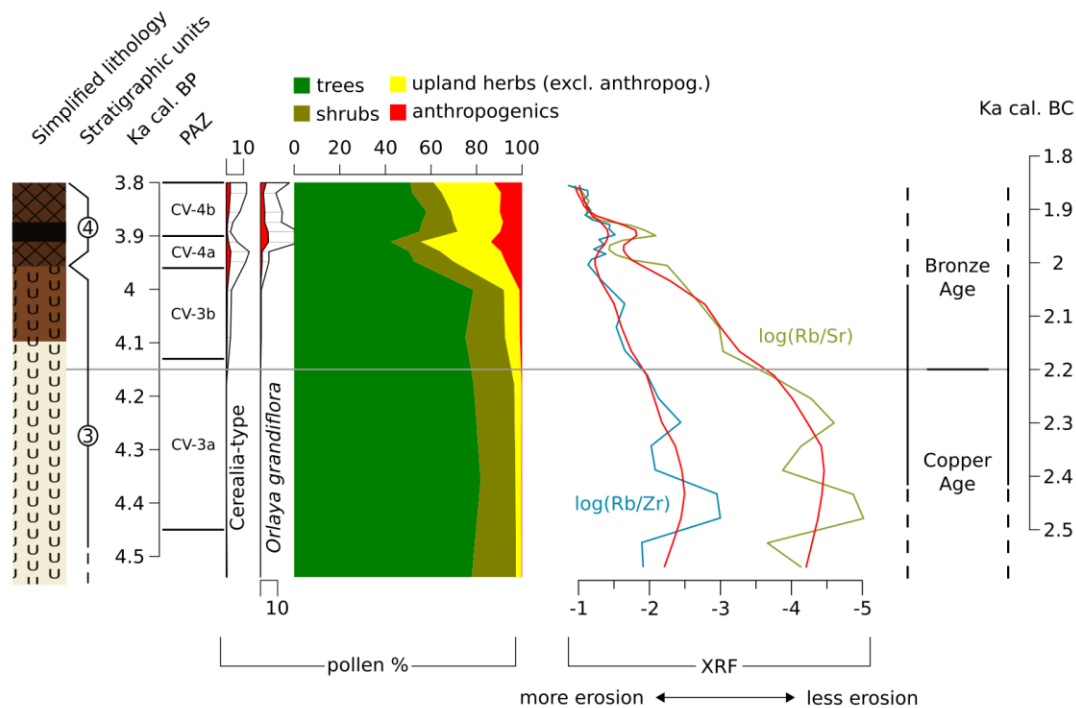 Simplified lithology
Stratigraphic units
Ka cal. BP
PAZ
trees
upland herbs (excl. anthropog.)
shrubs
anthropogenics
Ka cal. BC
10
10
0 20 40 60 80 100
3.8
3.9
4
4.1
4.2
4.3
4.4
4.5
4
3
CV-4b
CV-4a
CV-3b
CV-3a
Cerealia-type
Orlaya grandiflora
log(Rb/Sr)
log(Rb/Zr)
Bronze
Age
Copper
Age
1.8
1.9
2
2.1
2.2
2.3
2.4
2.5
-1 -2 -3 -4 -5
pollen %
XRF
more erosion
less erosion